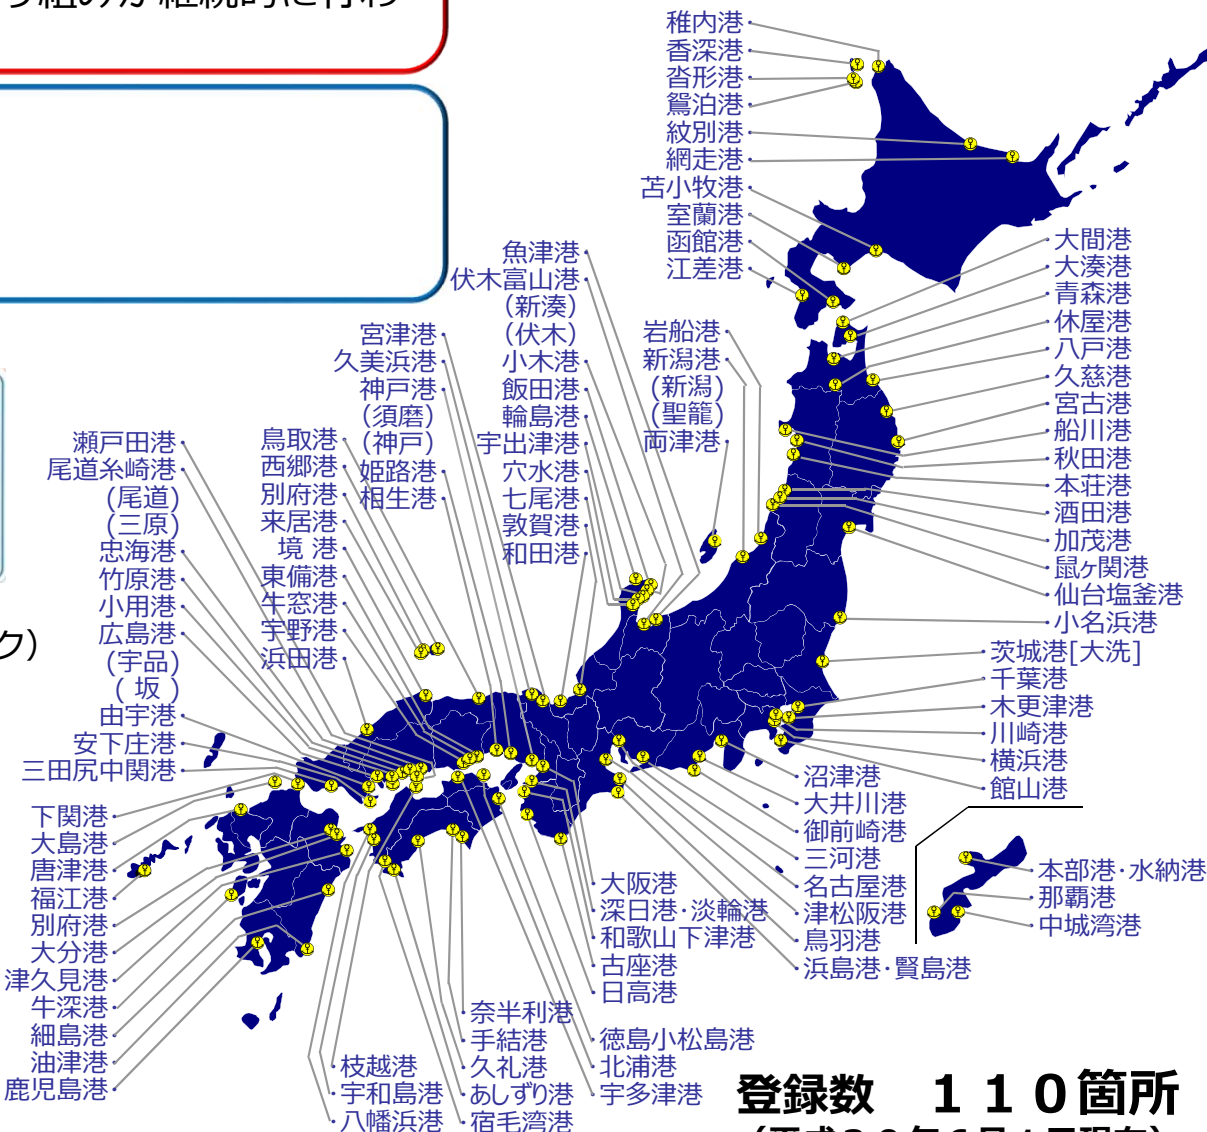 稚内港
香深港
沓形港
鴛泊港
紋別港
網走港
苫小牧港
室蘭港
函館港
江差港
大間港
大湊港
青森港
休屋港
八戸港
久慈港
宮古港
船川港
秋田港
本荘港
酒田港
加茂港
鼠ヶ関港
仙台塩釜港
小名浜港
茨城港[大洗]
千葉港
木更津港
川崎港
横浜港
館山港
魚津港
伏木富山港
(新湊)
(伏木)
小木港
飯田港
輪島港
宇出津港
穴水港
七尾港
敦賀港
和田港
岩船港
新潟港
(新潟)
(聖籠)
両津港
宮津港
久美浜港
神戸港
(須磨)
(神戸)
姫路港
相生港
鳥取港
西郷港
別府港
来居港
境 港
東備港
牛窓港
宇野港
浜田港
瀬戸田港
尾道糸崎港
(尾道)
(三原)
忠海港
竹原港
小用港
広島港
(宇品)
( 坂 )
由宇港
安下庄港
三田尻中関港
ク)
下関港
大島港
唐津港
福江港
別府港
大分港
津久見港
牛深港
細島港
油津港
鹿児島港
枝越港
宇和島港
八幡浜港
奈半利港
手結港
久礼港
あしずり港
宿毛湾港
徳島小松島港
北浦港
宇多津港
大阪港
深日港・淡輪港
和歌山下津港
古座港
日高港
沼津港
大井川港
御前崎港
三河港
名古屋港
津松阪港
鳥羽港
浜島港・賢島港
本部港・水納港
那覇港
中城湾港
登録数 110箇所